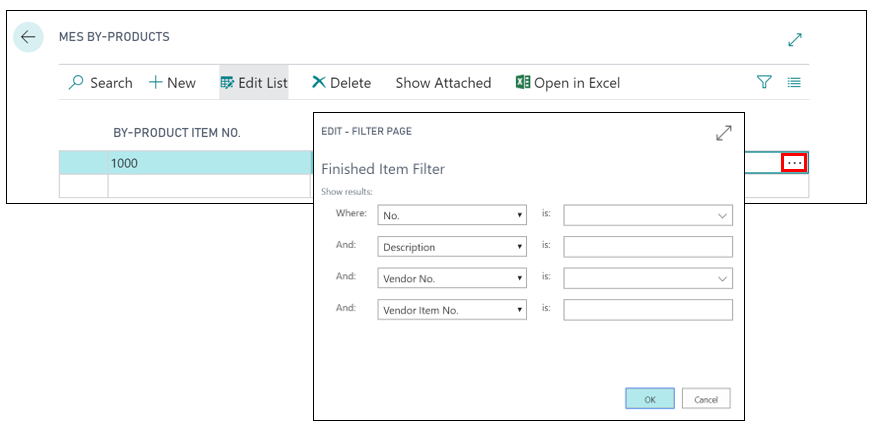 MES BY-PRODUCTS
Search New Edit List Delete Show Attached Open in Excel
BY-PRODUCT ITEM NO.
1000 ...
EDIT - FILTER PAGE
Finished Item Filter
Show results:
Where: No. is:
And: Description is:
And: Vendor No. is:
And: Vendor Item No. is:
OK Cancel